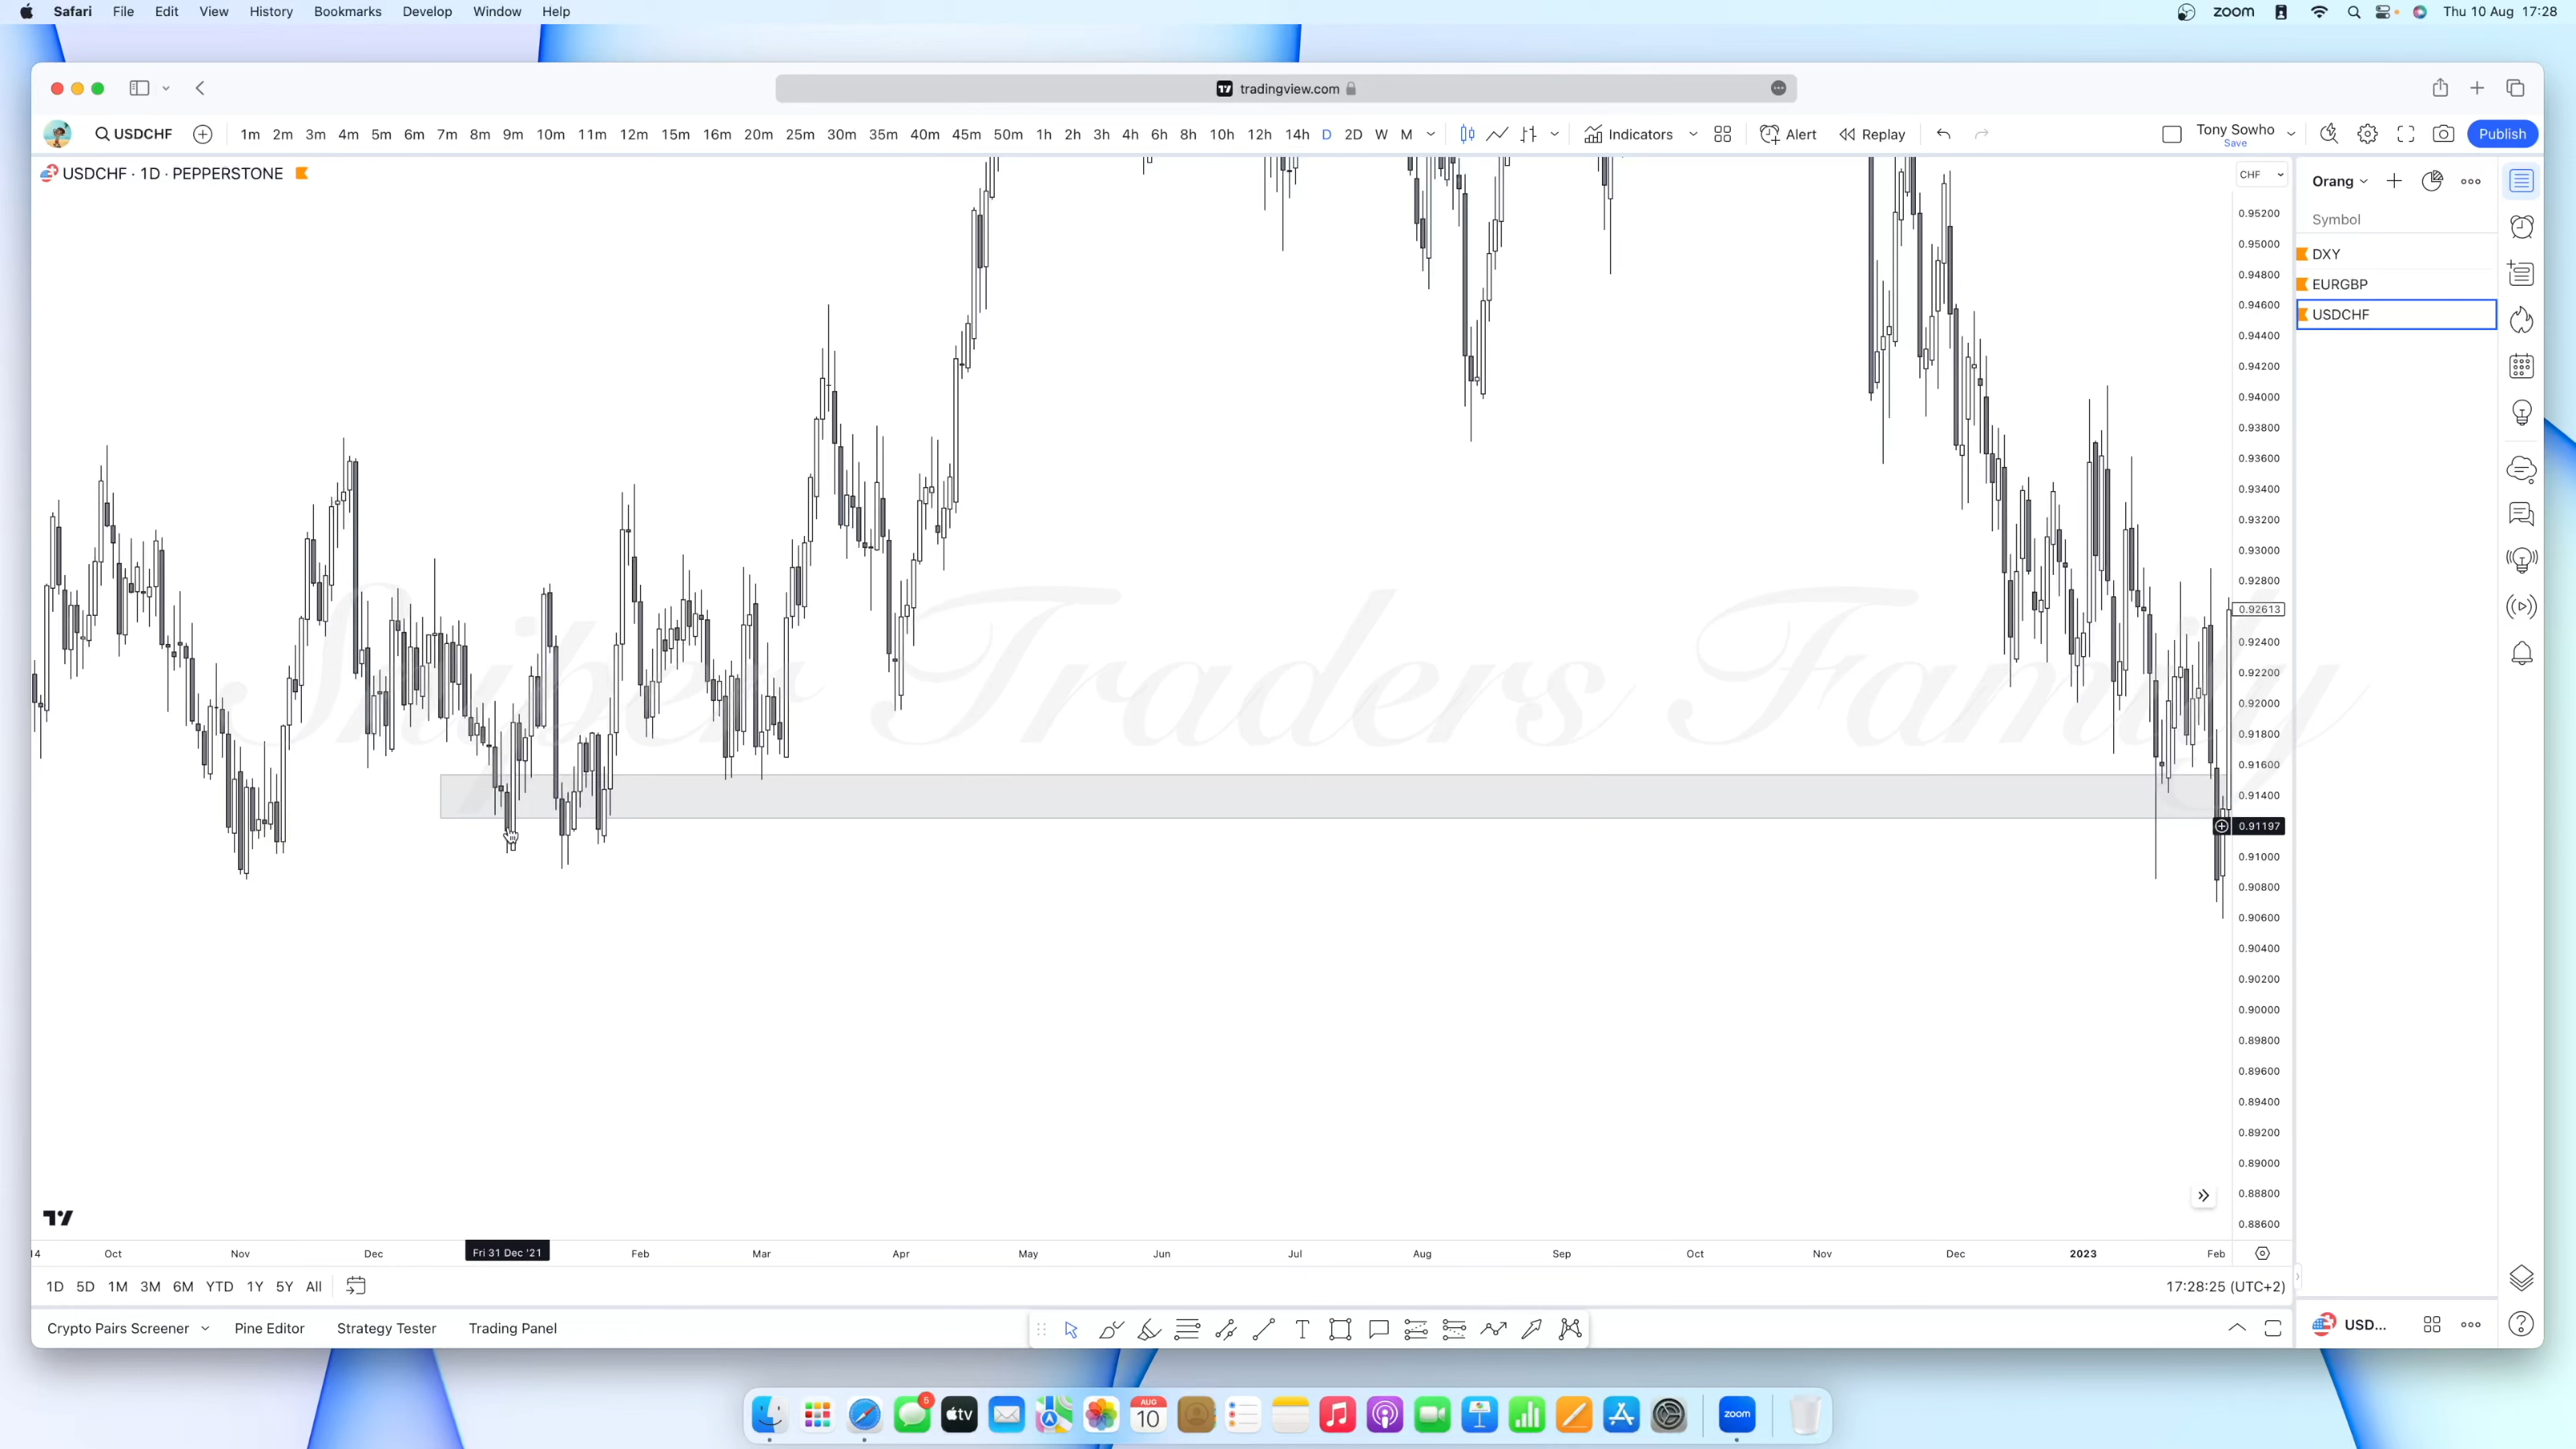 Safari File Edit View History Bookmarks Develop Window Help zoom Thu 10 Aug 17:28
tradingview.com
USDCHF 1m 2m 3m 4m 5m 6m 7m 8m 9m 10m 11m 12m 15m 16m 20m 25m 30m 35m 40m 45m 50m 1h 2h 3h 4h 6h 8h 10h 12h 14h D 2D W M Indicators Alert Replay Tony Sowho Publish
Save
USDCHF · 1D · PEPPERSTONE
CHF
Orang
Symbol
DXY
EURGBP
USDCHF
0.95200
0.95000
0.94800
0.94600
0.94400
0.94200
0.94000
0.93800
0.93600
0.93400
0.93200
0.93000
0.92800
0.92613
0.92400
0.92200
0.92000
0.91800
0.91600
0.91400
0.91197
0.91000
0.90800
0.90600
0.90400
0.90200
0.90000
0.89800
0.89600
0.89400
0.89200
0.89000
0.88800
0.88600
Traders Family
14 Oct Nov Dec Fri 31 Dec '21 Feb Mar Apr May Jun Jul Aug Sep Oct Nov Dec 2023 Feb
1D 5D 1M 3M 6M YTD 1Y 5Y All 17:28:25 (UTC+2)
Crypto Pairs Screener Pine Editor Strategy Tester Trading Panel USD...
5
tv
AUG
10
zoom